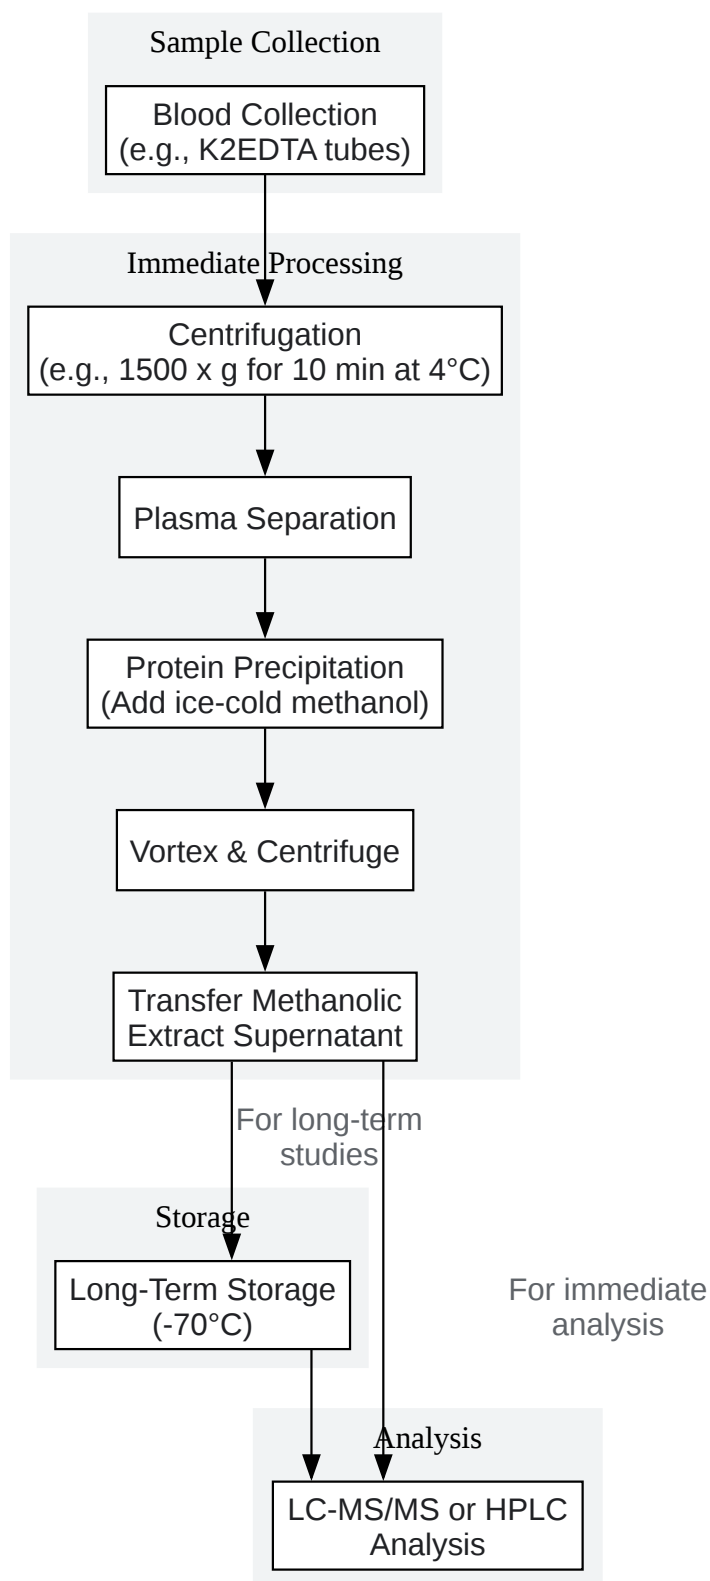 Sample Collection
Blood Collection
(e.g., K2EDTA tubes)
Immediate Processing
Centrifugation
(e.g., 1500 x g for 10 min at 4°C)
Plasma Separation
Protein Precipitation
(Add ice-cold methanol)
Vortex & Centrifuge
Transfer Methanolic
Extract Supernatant
For long-term
studies
Storage
Long-Term Storage
(-70°C)
For immediate
analysis
Analysis
LC-MS/MS or HPLC
Analysis